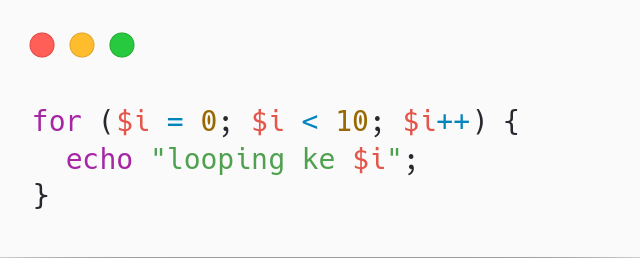 for ($i = 0; $i < 10; $i++) {
  echo "looping ke $i";
}